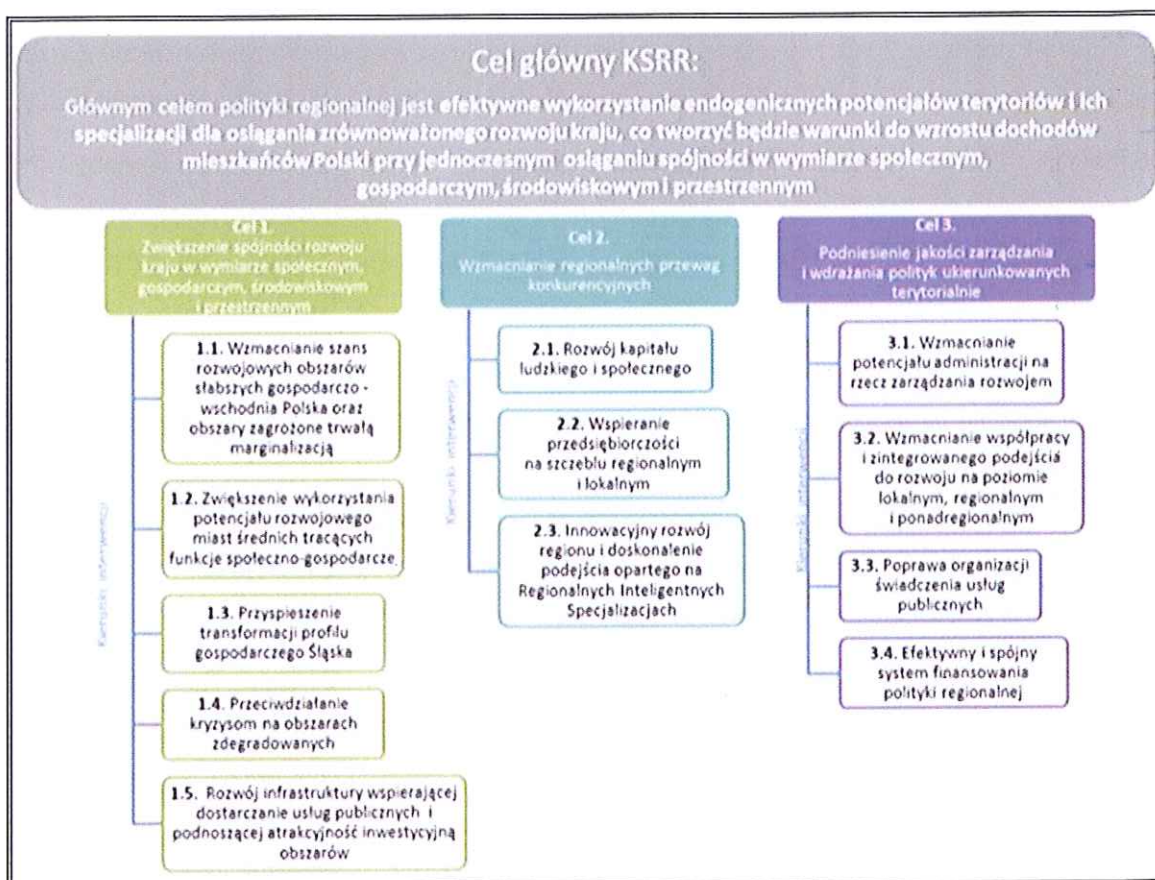 Cel główny KSRR:
Głównym celem polityki regionalnej jest efektywne wykorzystanie endogenicznych potencjałów terytoriów i ich
specjalizacji dla osiągania zrównoważonego rozwoju kraju, co tworzyć będzie warunki do wzrostu dochodów
mieszkańców Polski przy jednoczesnym osiąganiu spójności w wymiarze społecznym,
gospodarczym, środowiskowym i przestrzennym
Cel 1.
Zwiększenie spójności rozwoju
kraju w wymiarze społecznym,
gospodarczym, środowiskowym
i przestrzennym
Kierunki interwencji
1.1. Wzmacnianie szans
rozwojowych obszarów
słabszych gospodarczo -
wschodnia Polska oraz
obszary zagrożone trwałą
marginalizacją
1.2. Zwiększenie wykorzystania
potencjału rozwojowego
miast średnich tracących
funkcje społeczno-gospodarcze
1.3. Przyspieszenie
transformacji profilu
gospodarczego Śląska
1.4. Przeciwdziałanie
kryzysom na obszarach
zdegradowanych
1.5. Rozwój infrastruktury wspierającej
dostarczanie usług publicznych i
podnoszącej atrakcyjność inwestycyjną
obszarów
Cel 2.
Wzmacnianie regionalnych przewag
konkurencyjnych
Kierunki interwencji
2.1. Rozwój kapitału
ludzkiego i społecznego
2.2. Wspieranie
przedsiębiorczości
na szczeblu regionalnym
i lokalnym
2.3. Innowacyjny rozwój
regionu i doskonalenie
podejścia opartego na
Regionalnych Inteligentnych
Specjalizacjach
Cel 3.
Podniesienie jakości zarządzania
i wdrażania polityk ukierunkowanych
terytorialnie
Kierunki interwencji
3.1. Wzmacnianie
potencjału administracji na
rzecz zarządzania rozwojem
3.2. Wzmacnianie współpracy
i zintegrowanego podejścia
do rozwoju na poziomie
lokalnym, regionalnym
i ponadregionalnym
3.3. Poprawa organizacji
świadczenia usług
publicznych
3.4. Efektywny i spójny
system finansowania
polityki regionalnej